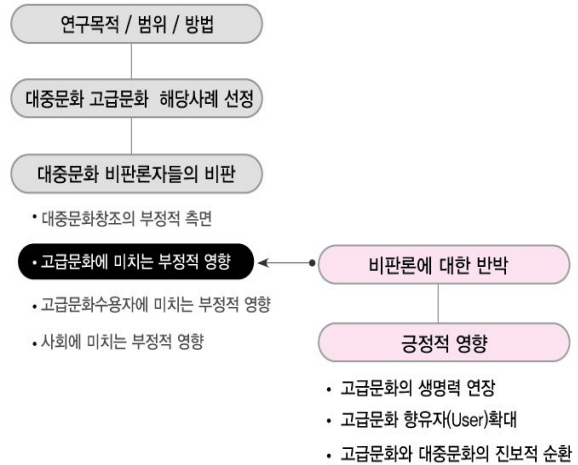 연구목적 / 범위 / 방법
대중문화 고급문화 해당사례 선정
대중문화 비판론자들의 비판
• 대중문화창조의 부정적 측면
• 고급문화에 미치는 부정적 영향
• 고급문화수용자에 미치는 부정적 영향
• 사회에 미치는 부정적 영향
비판론에 대한 반박
긍정적 영향
• 고급문화의 생명력 연장
• 고급문화 향유자(User)확대
• 고급문화와 대중문화의 진보적 순환